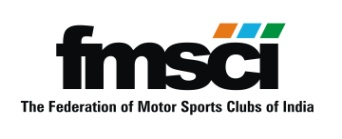 fmsci
The Federation of Motor Sports Clubs of India